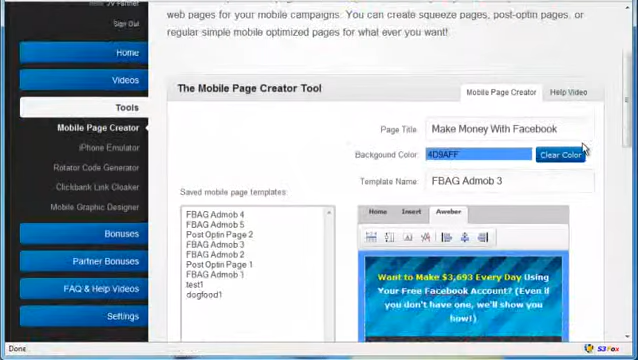 JV Partner
Sign Out
Home
Videos
Tools
Mobile Page Creator
iPhone Emulator
Rotator Code Generator
Clickbank Link Cloaker
Mobile Graphic Designer
Bonuses
Partner Bonuses
FAQ & Help Videos
Settings
web pages for your mobile campaigns. You can create squeeze pages, post-optin pages, or
regular simple mobile optimized pages for what ever you want!
The Mobile Page Creator Tool
Mobile Page Creator
Help Video
Page Title:
Make Money With Facebook
Backgound Color:
4D9AFF
Clear Color
Template Name:
FBAG Admob 3
Saved mobile page templates:
FBAG Admob 4
FBAG Admob 5
Post Optin Page 2
FBAG Admob 3
FBAG Admob 2
Post Optin Page 1
FBAG Admob 1
test1
dogfood1
Home
Insert
Aweber
Want to Make $3,693 Every Day Using
Your Free Facebook Account? (Even if
you don't have one, we'll show you
how!)
Done
S3Fox